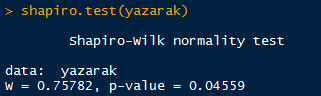 > shapiro.test(yazarak)
Shapiro-Wilk normality test
data:  yazarak
W = 0.75782, p-value = 0.04559